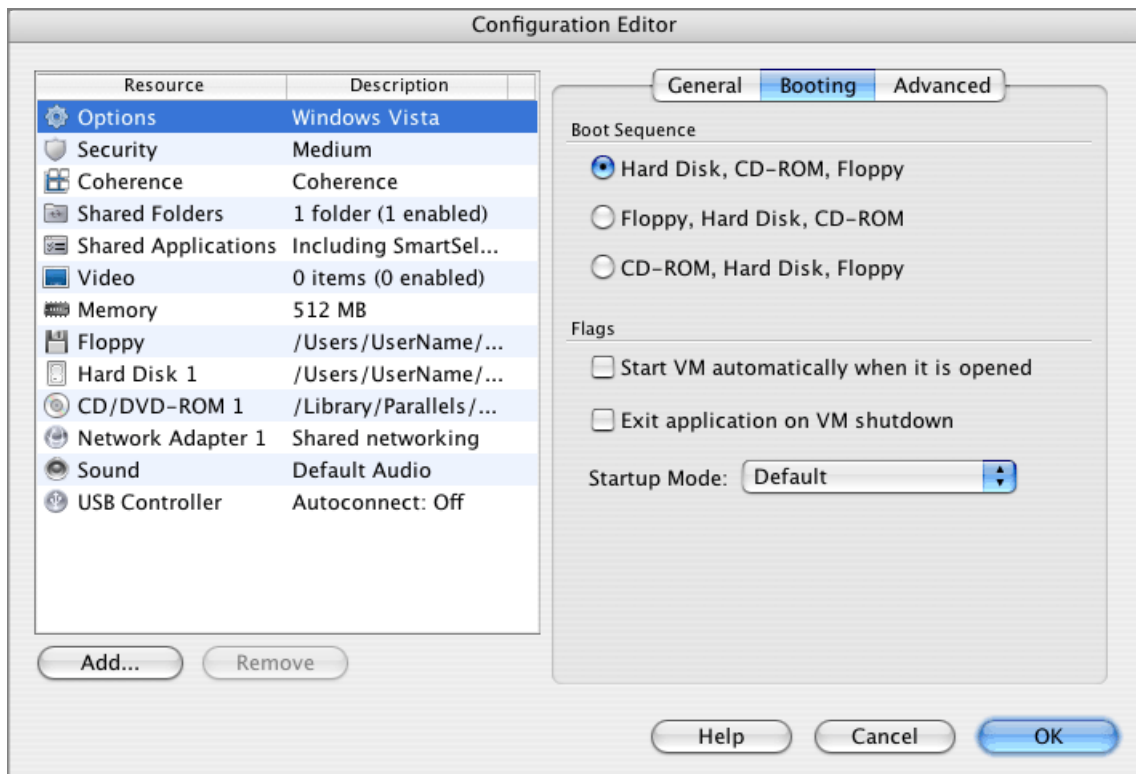 Configuration Editor
Resource Description
Options Windows Vista
Security Medium
Coherence Coherence
Shared Folders 1 folder (1 enabled)
Shared Applications Including SmartSel...
Video 0 items (0 enabled)
Memory 512 MB
Floppy /Users/UserName/...
Hard Disk 1 /Users/UserName/...
CD/DVD-ROM 1 /Library/Parallels/...
Network Adapter 1 Shared networking
Sound Default Audio
USB Controller Autoconnect: Off
Add... Remove
General Booting Advanced
Boot Sequence
Hard Disk, CD-ROM, Floppy
Floppy, Hard Disk, CD-ROM
CD-ROM, Hard Disk, Floppy
Flags
Start VM automatically when it is opened
Exit application on VM shutdown
Startup Mode: Default
Help Cancel OK